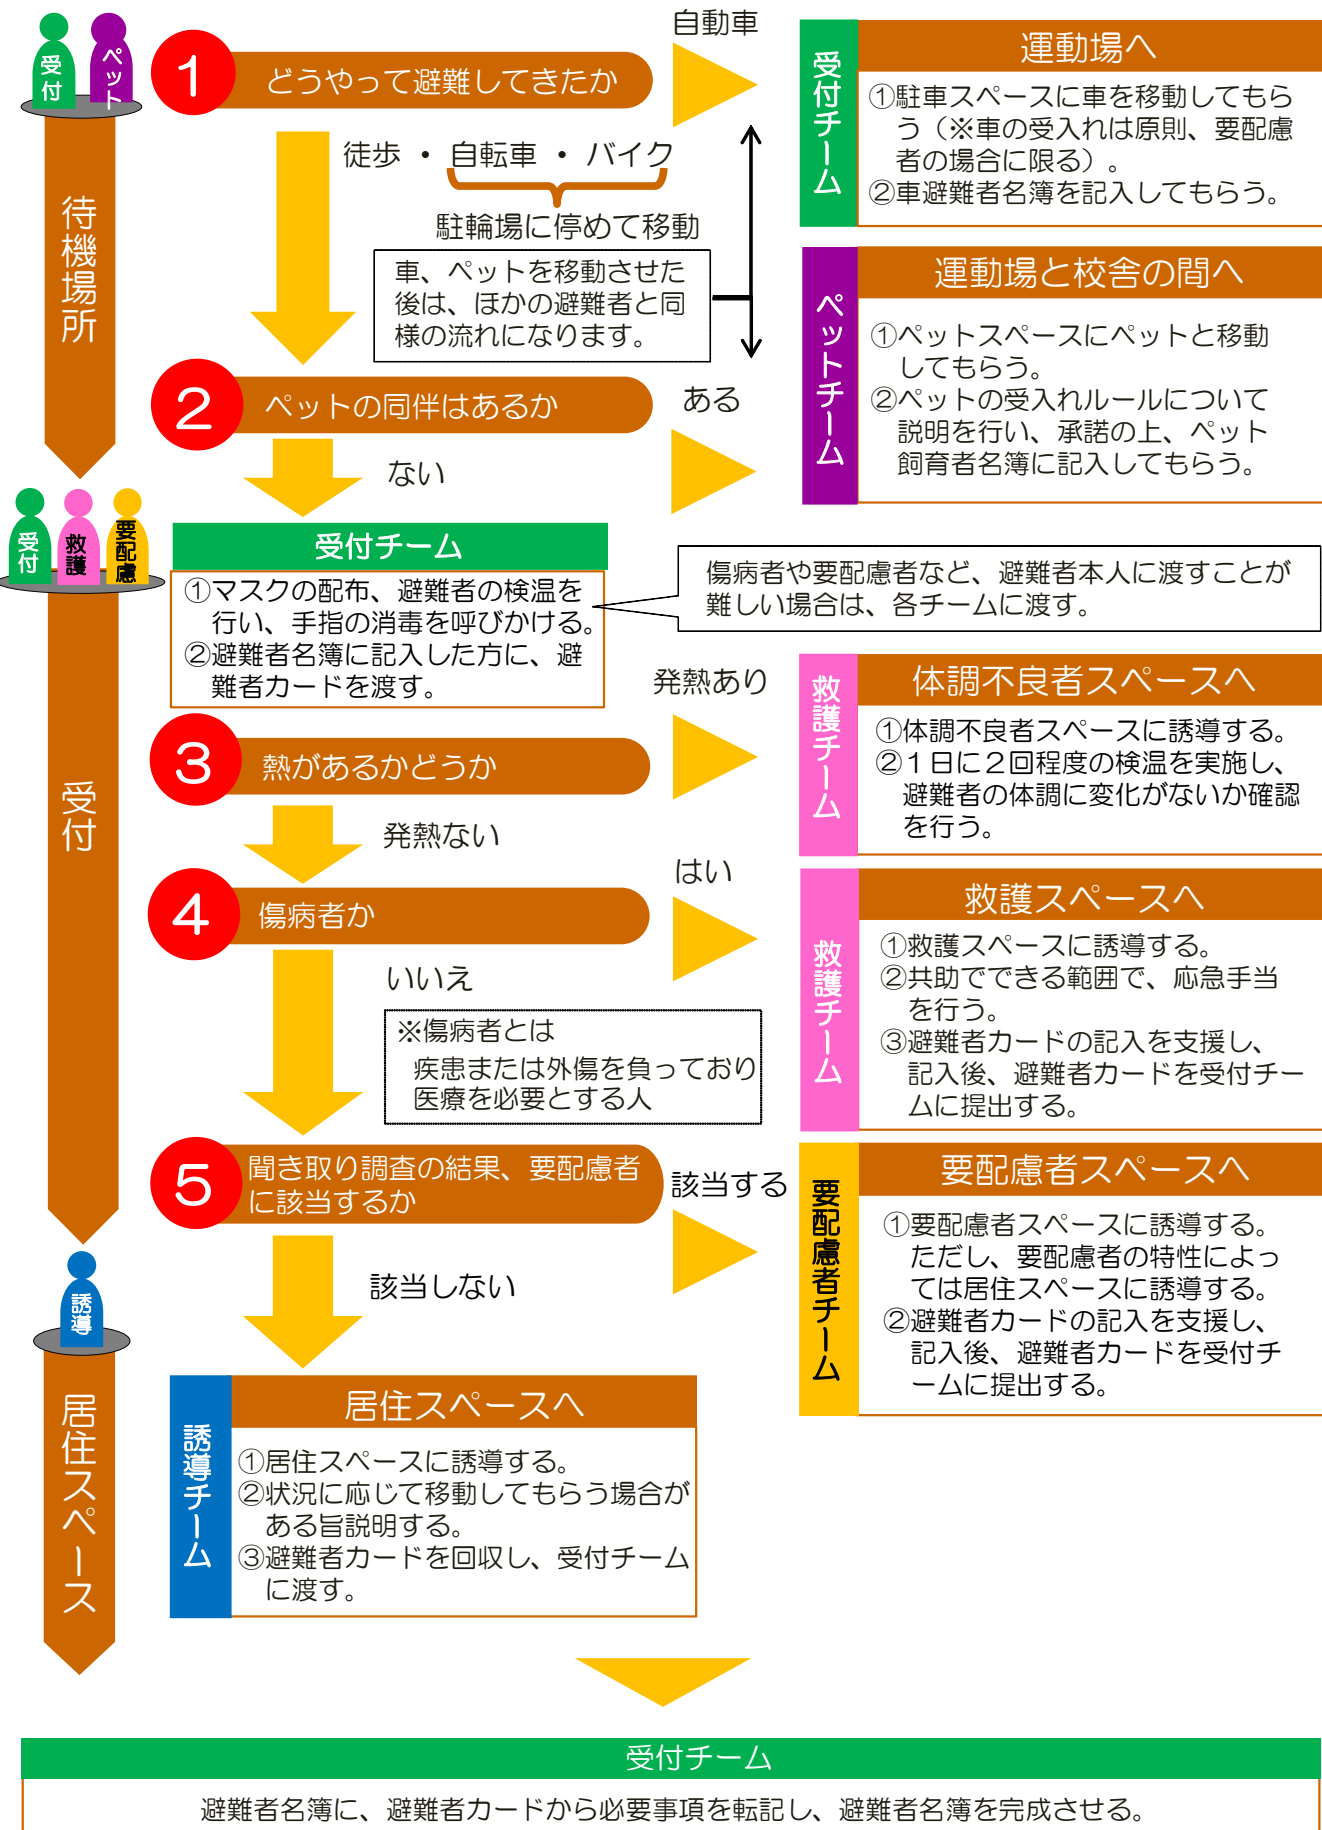 受付
ペット
待機場所
1
どうやって避難してきたか
自動車
受付チーム
運動場へ
①駐車スペースに車を移動してもら
う（※車の受入れは原則、要配慮
者の場合に限る）。
②車避難者名簿を記入してもらう。
徒歩 ・ 自転車 ・ バイク
駐輪場に停めて移動
車、ペットを移動させた
後は、ほかの避難者と同
様の流れになります。
ペットチーム
運動場と校舎の間へ
①ペットスペースにペットと移動
してもらう。
②ペットの受入れルールについて
説明を行い、承諾の上、ペット
飼育者名簿に記入してもらう。
2
ペットの同伴はあるか
ある
ない
受付
救護
要配慮
受付
受付チーム
①マスクの配布、避難者の検温を
行い、手指の消毒を呼びかける。
②避難者名簿に記入した方に、避
難者カードを渡す。
傷病者や要配慮者など、避難者本人に渡すことが
難しい場合は、各チームに渡す。
3
熱があるかどうか
発熱あり
救護チーム
体調不良者スペースへ
①体調不良者スペースに誘導する。
②１日に２回程度の検温を実施し、
避難者の体調に変化がないか確認
を行う。
発熱ない
4
傷病者か
はい
救護チーム
救護スペースへ
①救護スペースに誘導する。
②共助でできる範囲で、応急手当
を行う。
③避難者カードの記入を支援し、
記入後、避難者カードを受付チー
ムに提出する。
いいえ
※傷病者とは
疾患または外傷を負っており
医療を必要とする人
5
聞き取り調査の結果、要配慮者
に該当するか
該当する
要配慮者チーム
要配慮者スペースへ
①要配慮者スペースに誘導する。
ただし、要配慮者の特性によっ
ては居住スペースに誘導する。
②避難者カードの記入を支援し、
記入後、避難者カードを受付チ
ームに提出する。
該当しない
誘導
居住スペース
誘導チーム
居住スペースへ
①居住スペースに誘導する。
②状況に応じて移動してもらう場合が
ある旨説明する。
③避難者カードを回収し、受付チーム
に渡す。
受付チーム
避難者名簿に、避難者カードから必要事項を転記し、避難者名簿を完成させる。